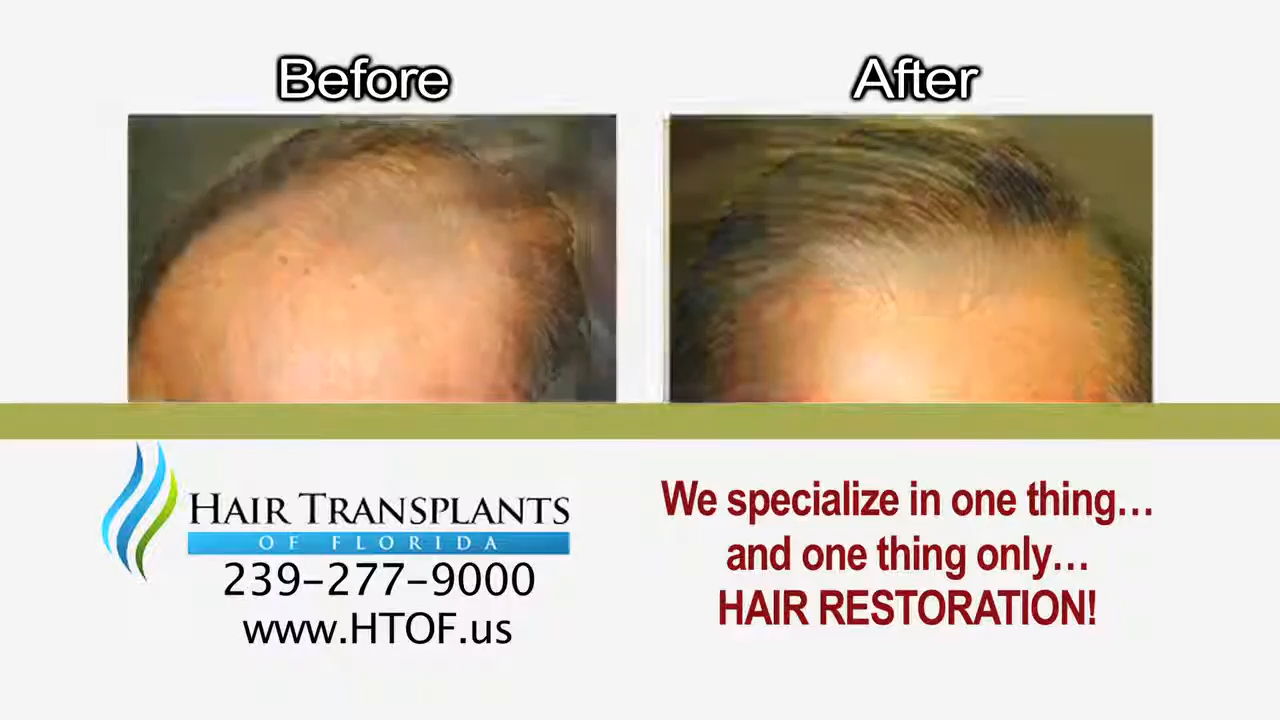 Before
After
HAIR TRANSPLANTS
OF FLORIDA
239-277-9000
www.HTOF.us
We specialize in one thing...
and one thing only...
HAIR RESTORATION!